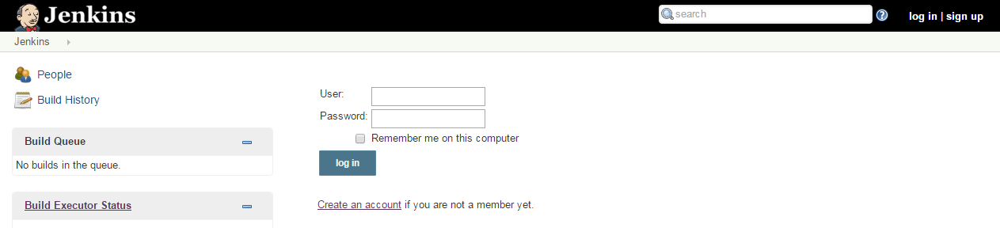 Jenkins
search
log in | sign up
Jenkins
People
Build History
Build Queue
No builds in the queue.
Build Executor Status
User:
Password:
Remember me on this computer
log in
Create an account if you are not a member yet.